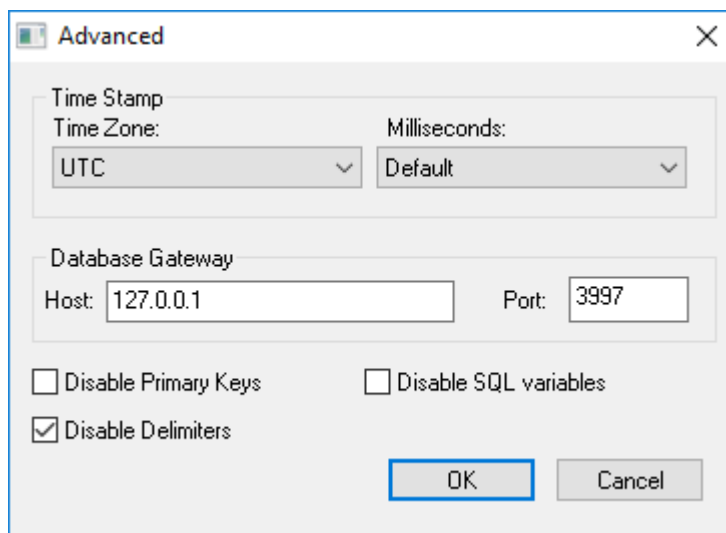 Advanced
Time Stamp
Time Zone: Milliseconds:
UTC Default
Database Gateway
Host: 127.0.0.1 Port: 3997
Disable Primary Keys Disable SQL variables
Disable Delimiters
OK Cancel